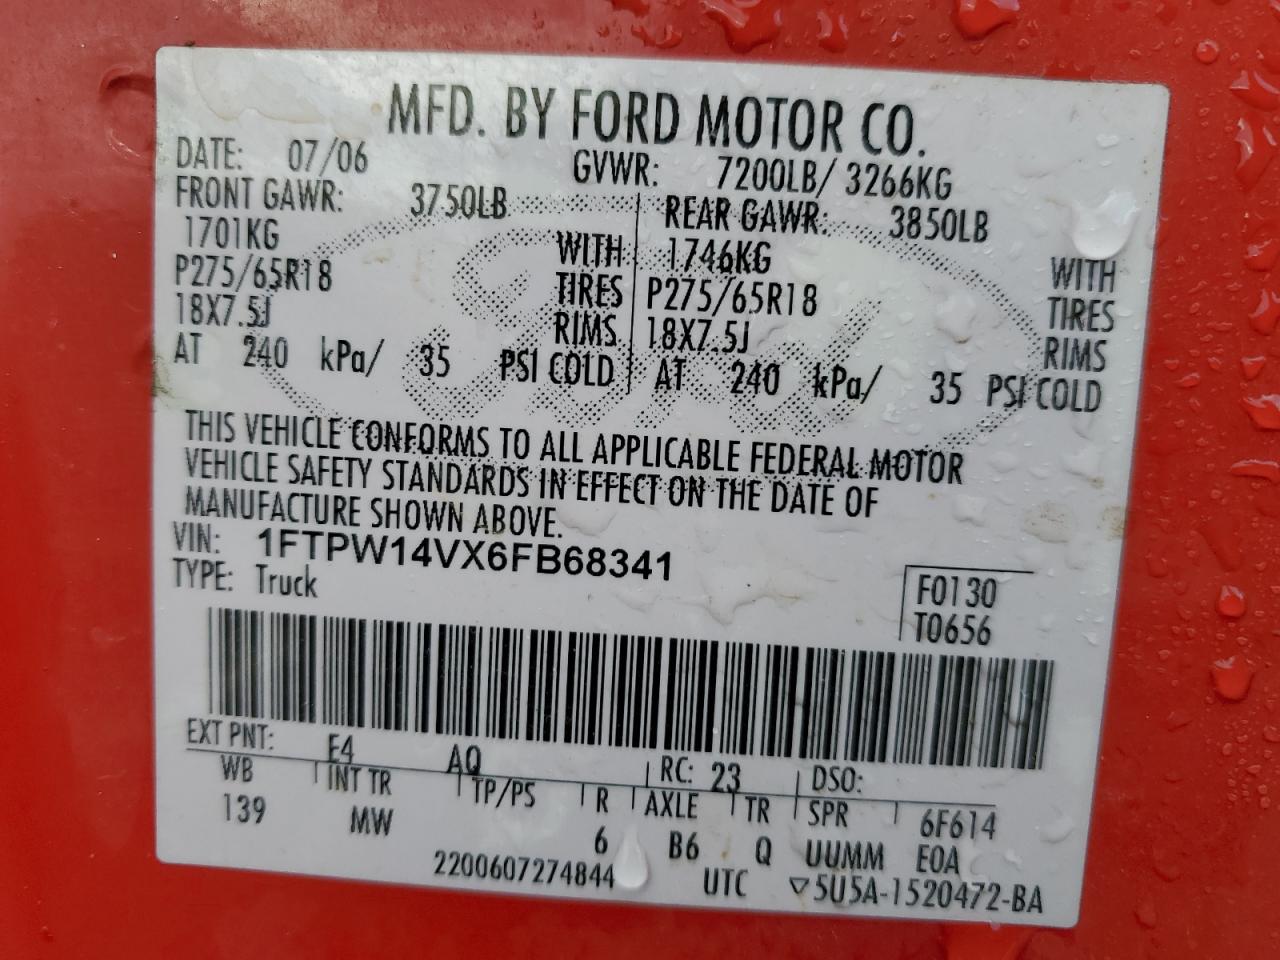 MFD. BY FORD MOTOR CO.
DATE: 07/06 GVWR: 7200LB/ 3266KG
FRONT GAWR: 3750LB REAR GAWR: 3850LB
1701KG WITH 1746KG WITH
P275/65R18 TIRES P275/65R18 TIRES
18X7.5J RIMS 18X7.5J RIMS
AT 240 kPa/ 35 PSI COLD AT 240 kPa/ 35 PSI COLD
THIS VEHICLE CONFORMS TO ALL APPLICABLE FEDERAL MOTOR
VEHICLE SAFETY STANDARDS IN EFFECT ON THE DATE OF
MANUFACTURE SHOWN ABOVE.
VIN: 1FTPW14VX6FB68341
TYPE: Truck F0130
T0656
EXT PNT: E4 AQ RC: 23 DSO:
WB INT TR TP/PS R AXLE TR SPR 6F614
139 MW 6 B6 Q UUMM EOA
2200607274844 UTC ▽5U5A-1520472-BA
Ford